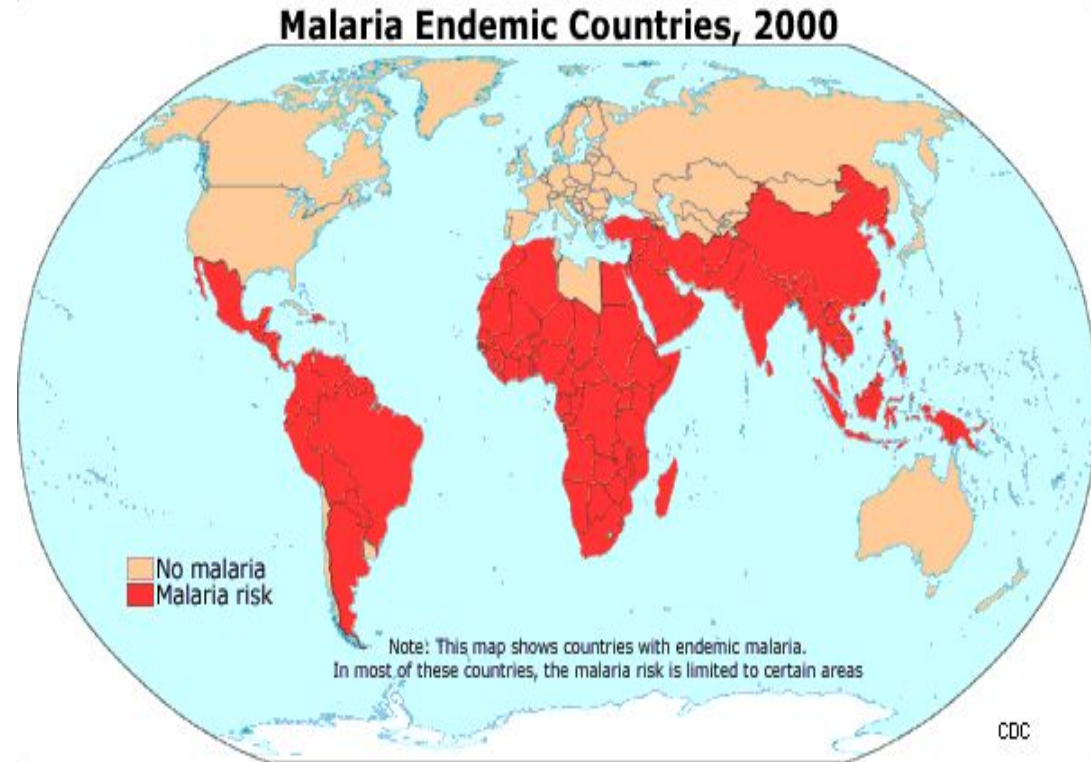 Malaria Endemic Countries, 2000
No malaria
Malaria risk
Note: This map shows countries with endemic malaria.
In most of these countries, the malaria risk is limited to certain areas
CDC